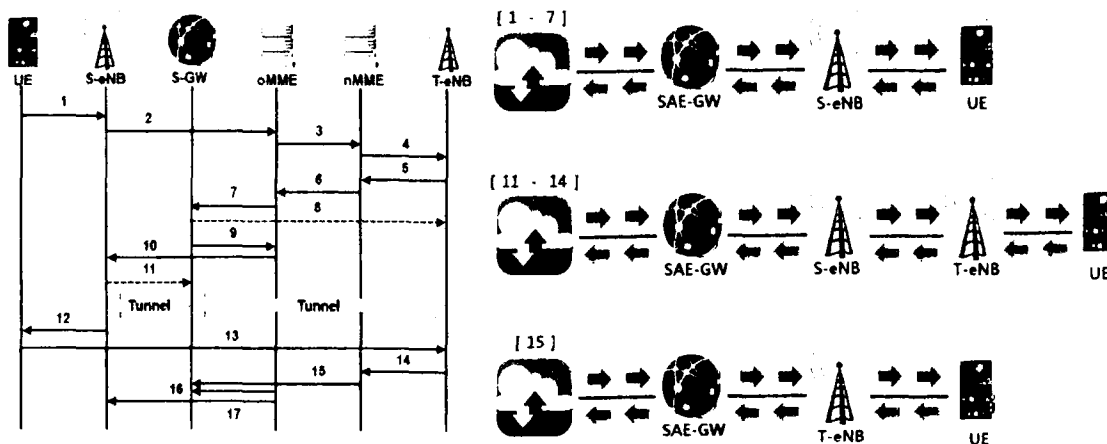 UE
S-eNB
S-GW
oMME
nMME
T-eNB
1
2
3
4
5
6
7
8
9
10
11
Tunnel
Tunnel
12
13
14
15
16
17
[ 1 - 7 ]
SAE-GW
S-eNB
UE
[ 11 - 14 ]
SAE-GW
S-eNB
T-eNB
UE
[ 15 ]
SAE-GW
T-eNB
UE